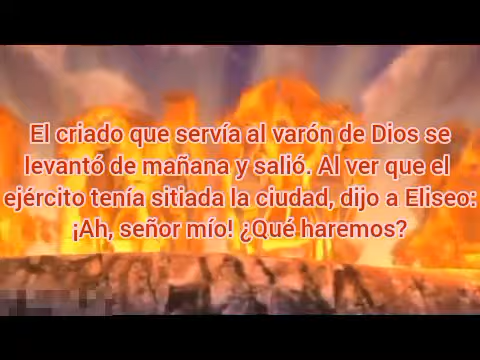 El criado que servía al varón de Dios se
levantó de mañana y salió. Al ver que el
ejército tenía sitiada la ciudad, dijo a Eliseo:
¡Ah, señor mío! ¿Qué haremos?